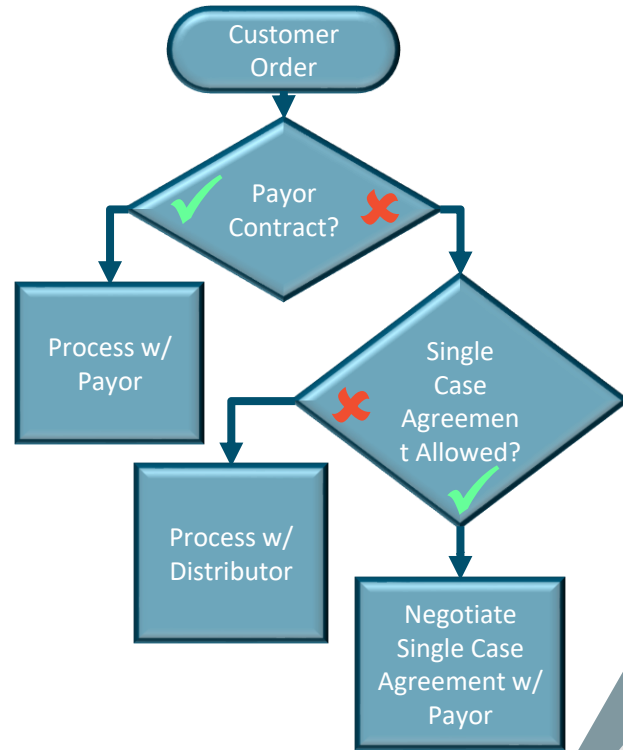 Customer
Order
Payor
Contract?
Process w/
Payor
Single
Case
Agreemen
t Allowed?
Process w/
Distributor
Negotiate
Single Case
Agreement w/
Payor